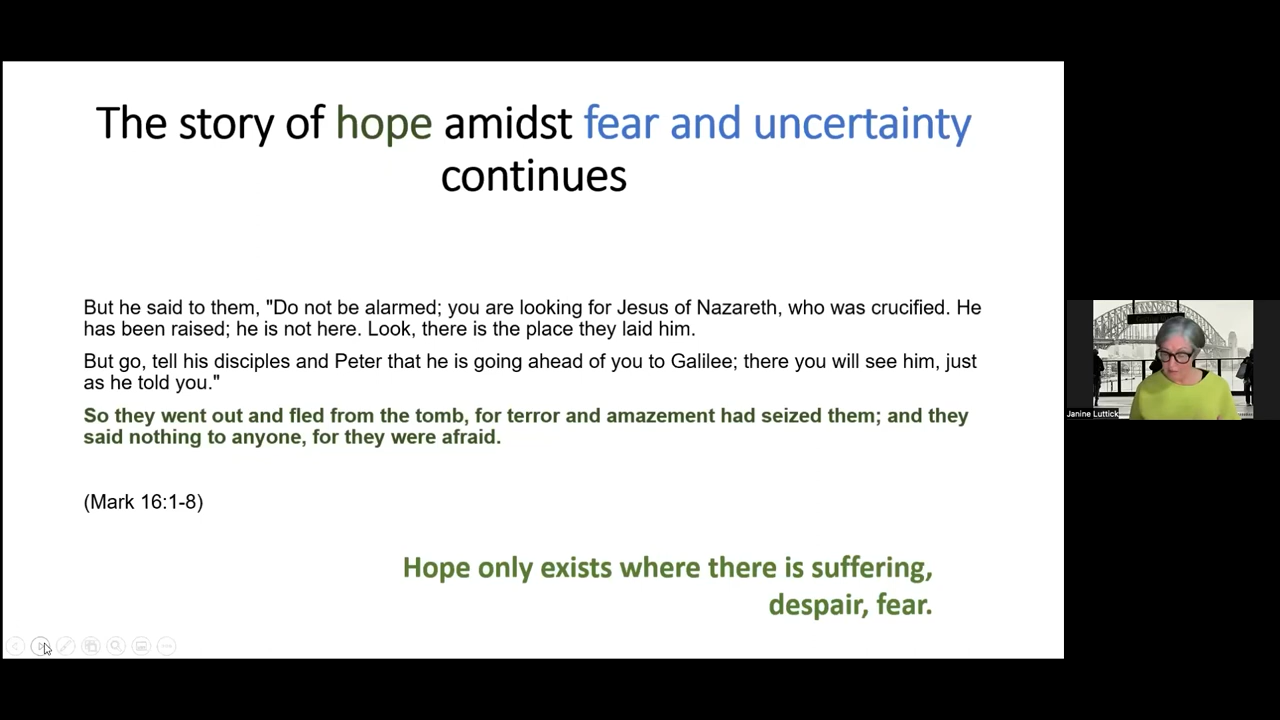 The story of hope amidst fear and uncertainty
continues
But he said to them, "Do not be alarmed; you are looking for Jesus of Nazareth, who was crucified. He
has been raised; he is not here. Look, there is the place they laid him.
But go, tell his disciples and Peter that he is going ahead of you to Galilee; there you will see him, just
as he told you."
So they went out and fled from the tomb, for terror and amazement had seized them; and they
said nothing to anyone, for they were afraid.
(Mark 16:1-8)
Hope only exists where there is suffering,
despair, fear.
Janine Luttick